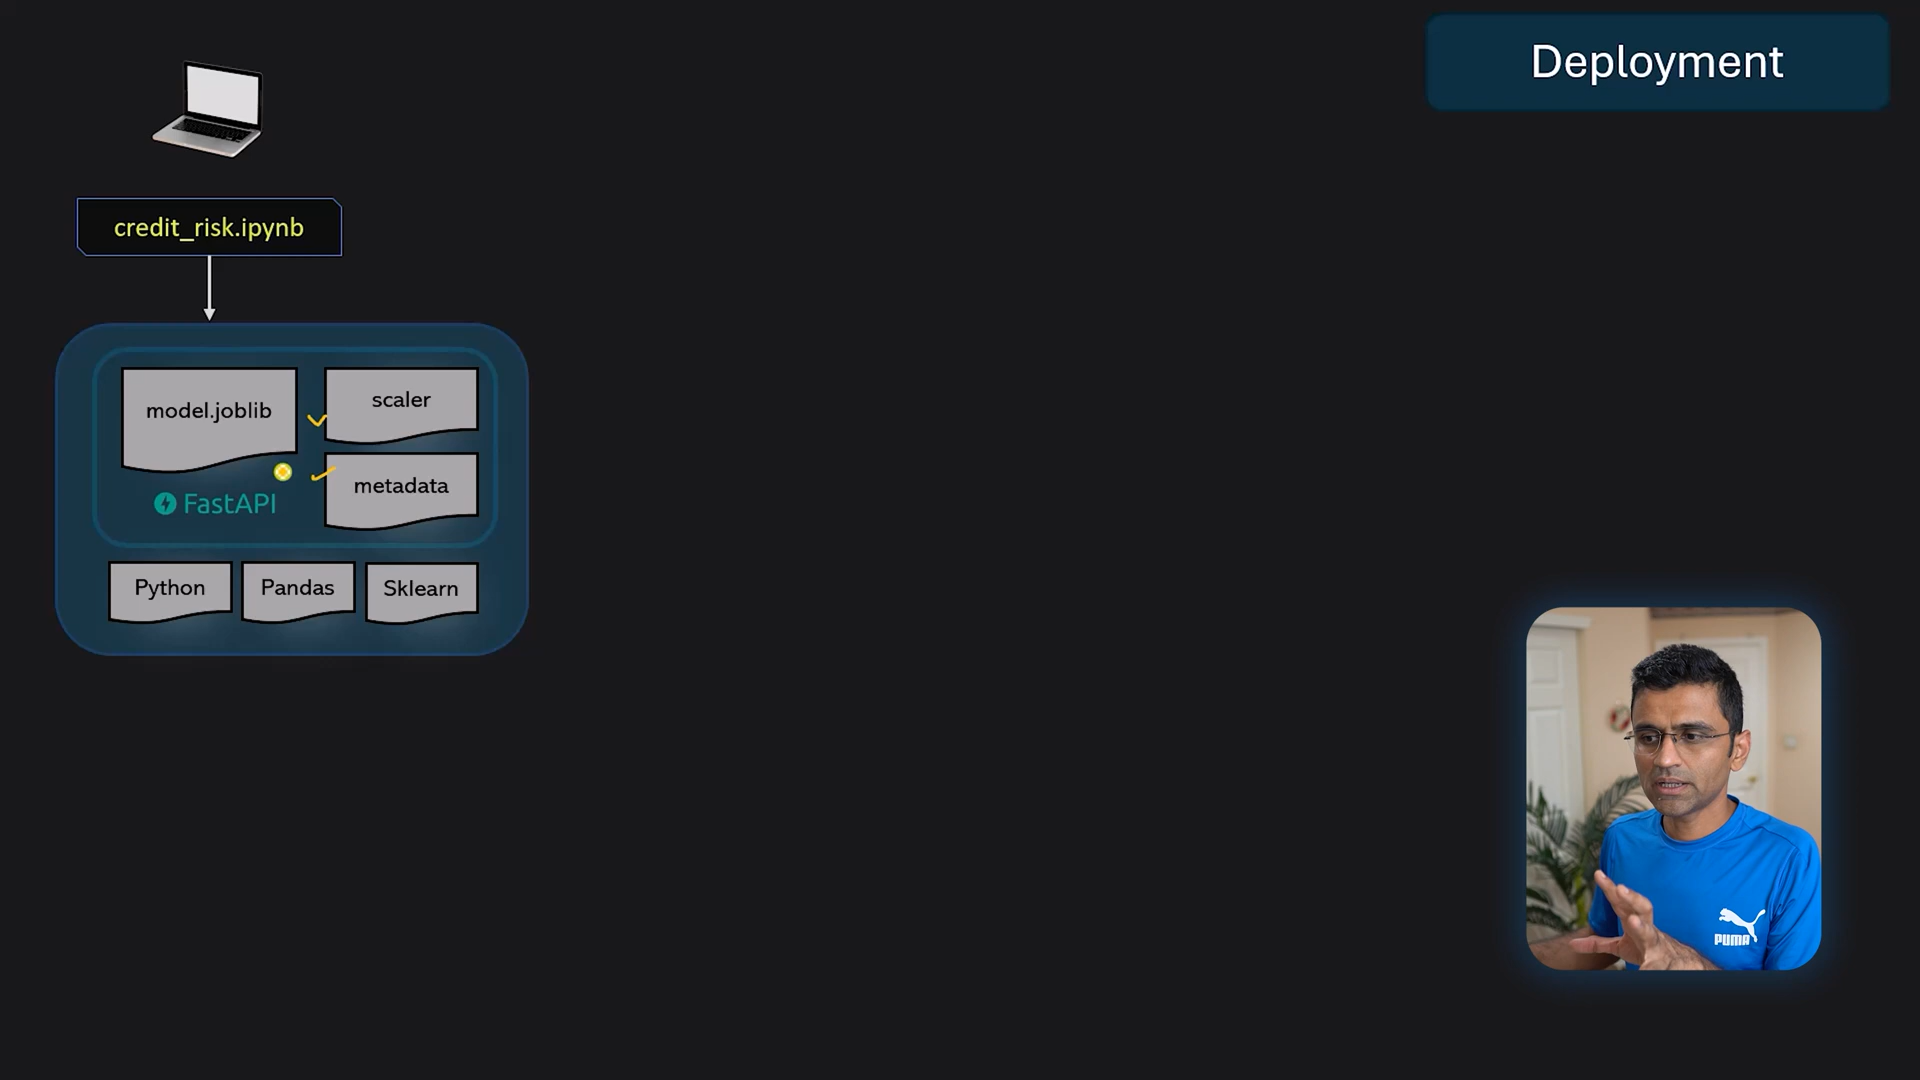 Deployment
credit_risk.ipynb
model.joblib
scaler
metadata
FastAPI
Python
Pandas
Sklearn
PUMA